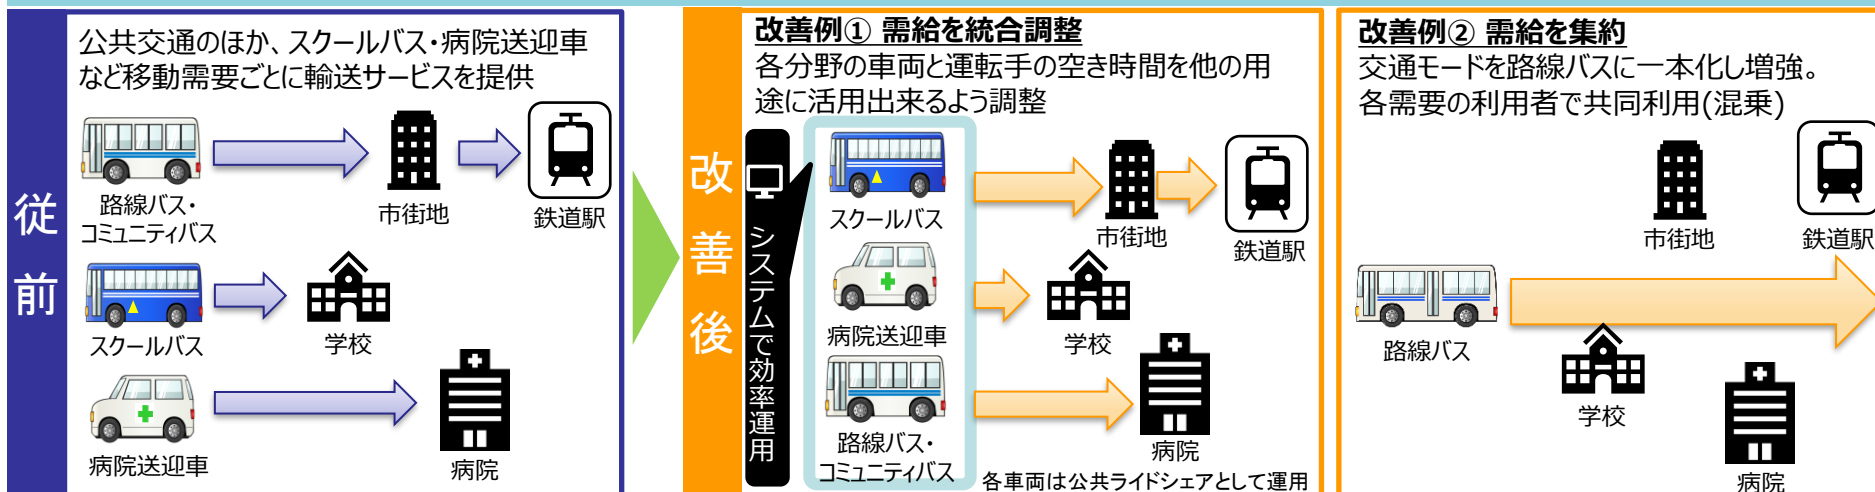 従前
公共交通のほか、スクールバス・病院送迎車
など移動需要ごとに輸送サービスを提供
路線バス・
コミュニティバス
市街地
鉄道駅
スクールバス
学校
病院送迎車
病院
改善後
改善例① 需給を統合調整
各分野の車両と運転手の空き時間を他の用
途に活用出来るよう調整
システムで効率運用
スクールバス
市街地
鉄道駅
病院送迎車
学校
路線バス・
コミュニティバス
病院
各車両は公共ライドシェアとして運用
改善例② 需給を集約
交通モードを路線バスに一本化し増強。
各需要の利用者で共同利用(混乗)
市街地
鉄道駅
路線バス
学校
病院